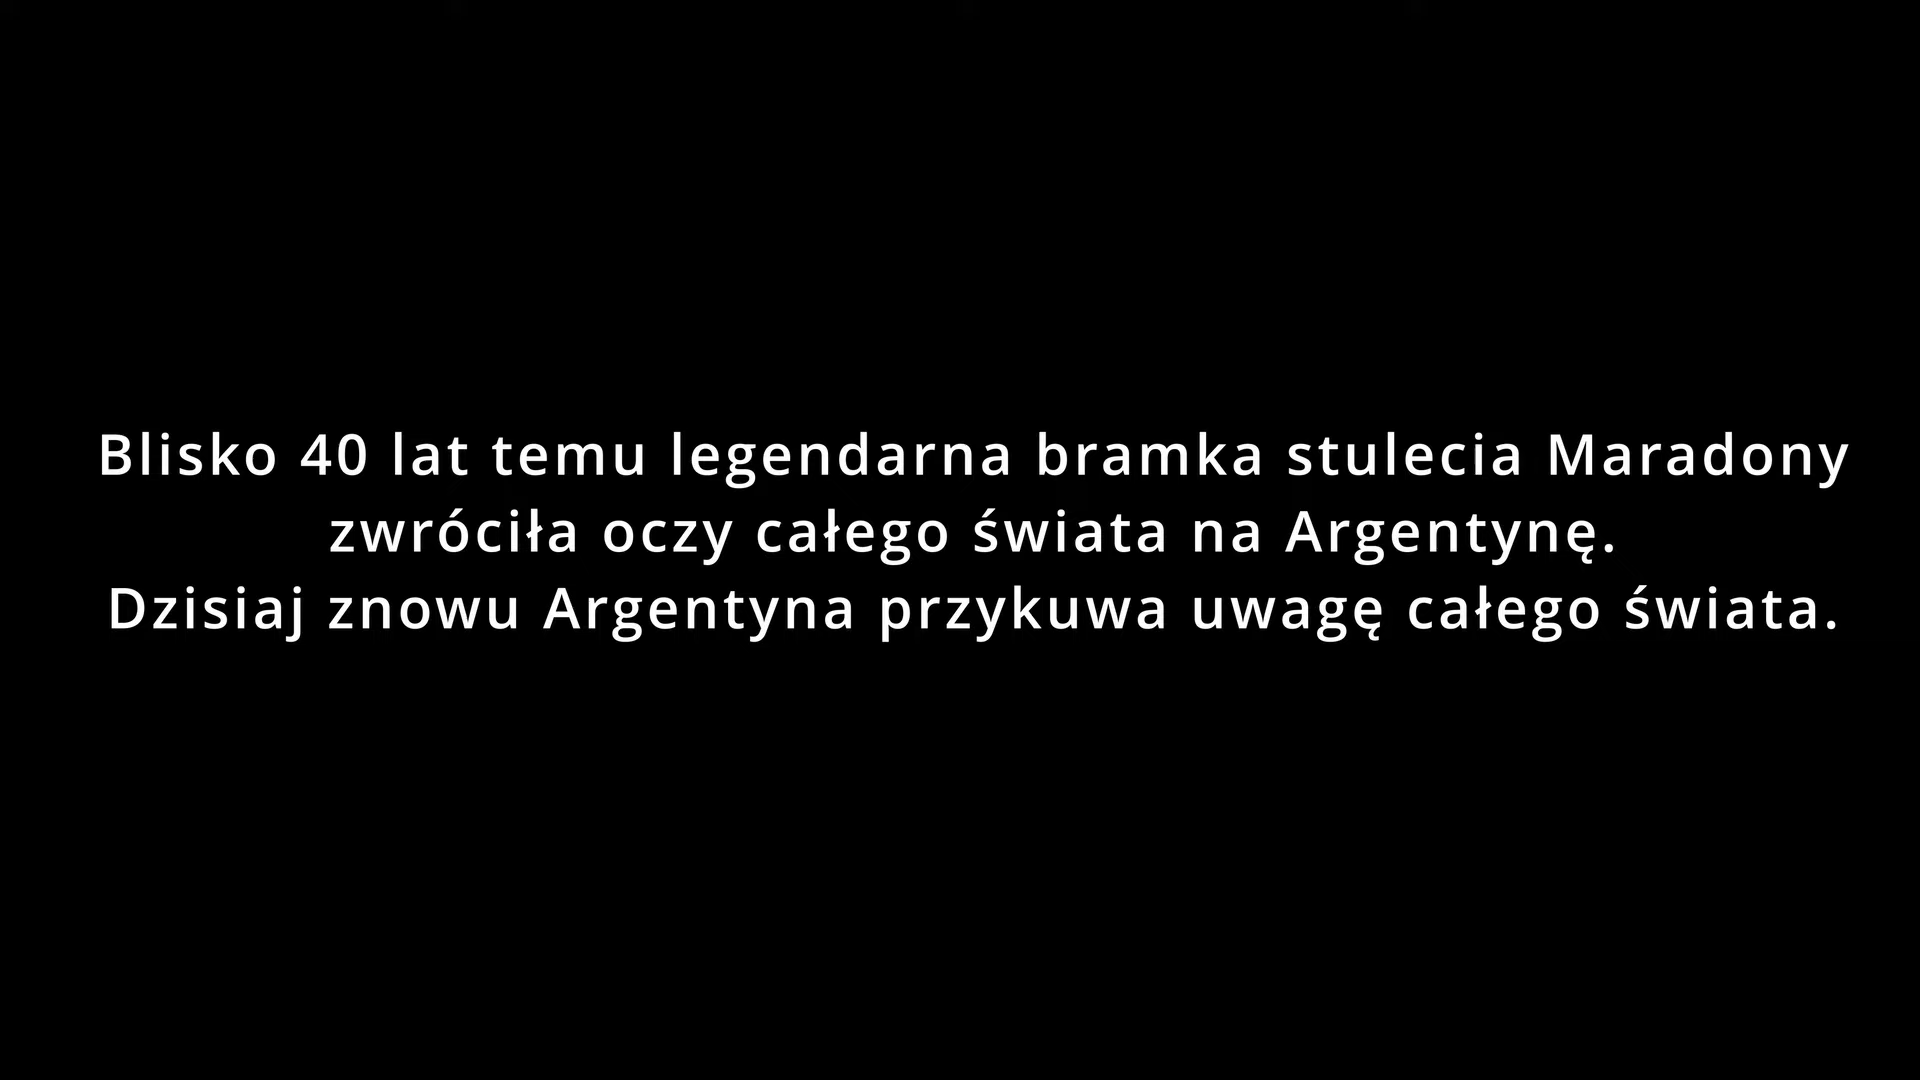 Blisko 40 lat temu legendarna bramka stulecia Maradony
zwróciła oczy całego świata na Argentynę.
Dzisiaj znowu Argentyna przykuwa uwagę całego świata.